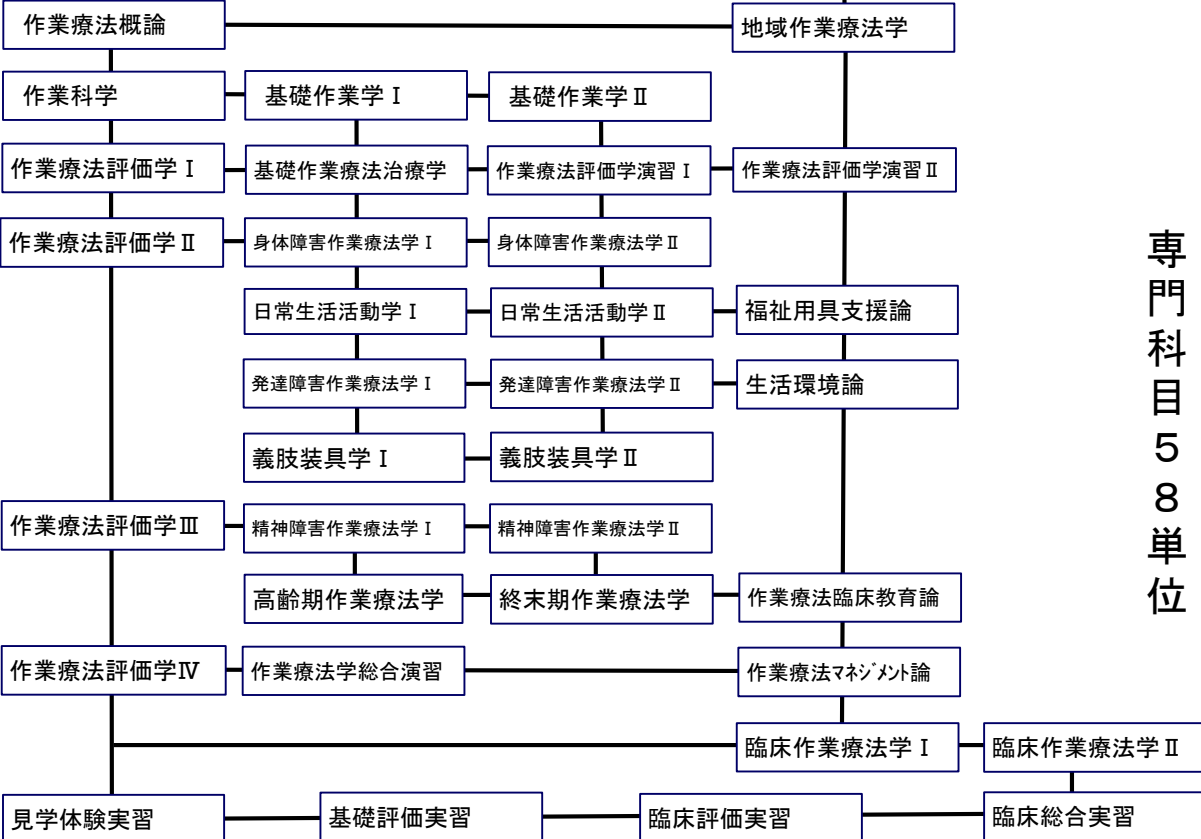 作業療法概論
地域作業療法学
作業科学
基礎作業学Ⅰ
基礎作業学Ⅱ
作業療法評価学Ⅰ
基礎作業療法治療学
作業療法評価学演習Ⅰ
作業療法評価学演習Ⅱ
作業療法評価学Ⅱ
身体障害作業療法学Ⅰ
身体障害作業療法学Ⅱ
日常生活活動学Ⅰ
日常生活活動学Ⅱ
福祉用具支援論
発達障害作業療法学Ⅰ
発達障害作業療法学Ⅱ
生活環境論
義肢装具学Ⅰ
義肢装具学Ⅱ
作業療法評価学Ⅲ
精神障害作業療法学Ⅰ
精神障害作業療法学Ⅱ
高齢期作業療法学
終末期作業療法学
作業療法臨床教育論
作業療法評価学Ⅳ
作業療法学総合演習
作業療法マネジメント論
臨床作業療法学Ⅰ
臨床作業療法学Ⅱ
見学体験実習
基礎評価実習
臨床評価実習
臨床総合実習
専門科目58単位